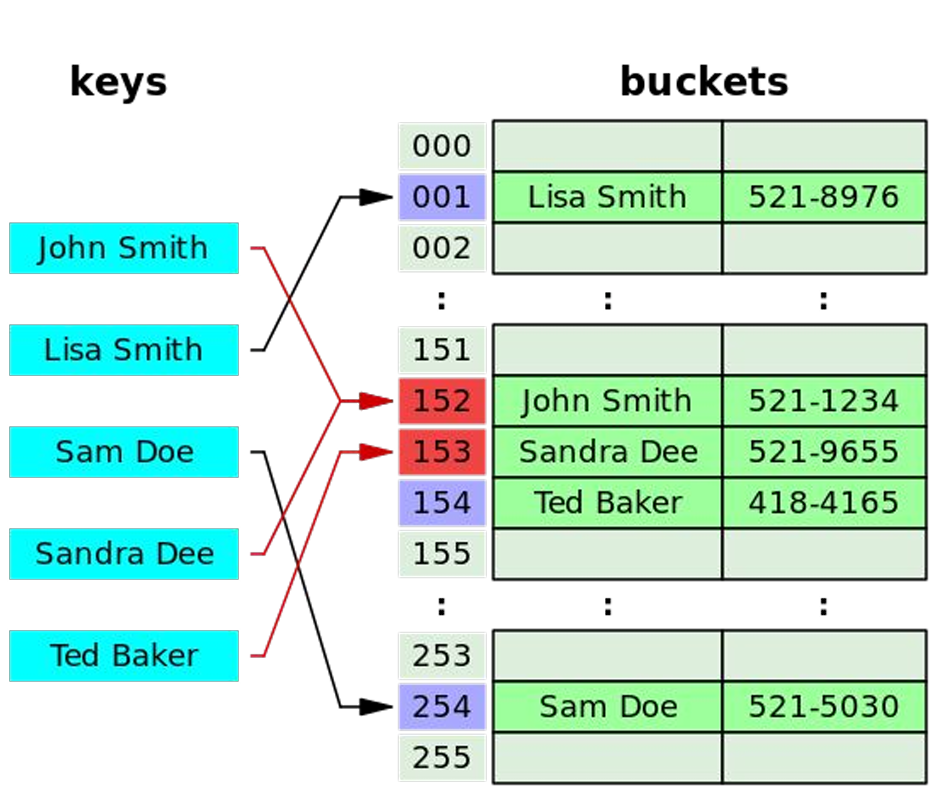 keys
buckets
John Smith
Lisa Smith
Sam Doe
Sandra Dee
Ted Baker
000
001 Lisa Smith 521-8976
002
: : :
151
152 John Smith 521-1234
153 Sandra Dee 521-9655
154 Ted Baker 418-4165
155
: : :
253
254 Sam Doe 521-5030
255